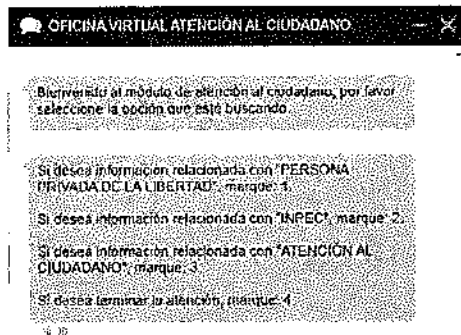 OFICINA VIRTUAL ATENCIÓN AL CIUDADANO
Bienvenido al módulo de atención al ciudadano, por favor
seleccione la opción que está buscando
Si desea información relacionada con "PERSONA
PRIVADA DE LA LIBERTAD", marque: 1.
Si desea información relacionada con "INPEC", marque: 2.
Si desea información relacionada con "ATENCIÓN AL
CIUDADANO", marque: 3
Si desea terminar la atención, marque: 4